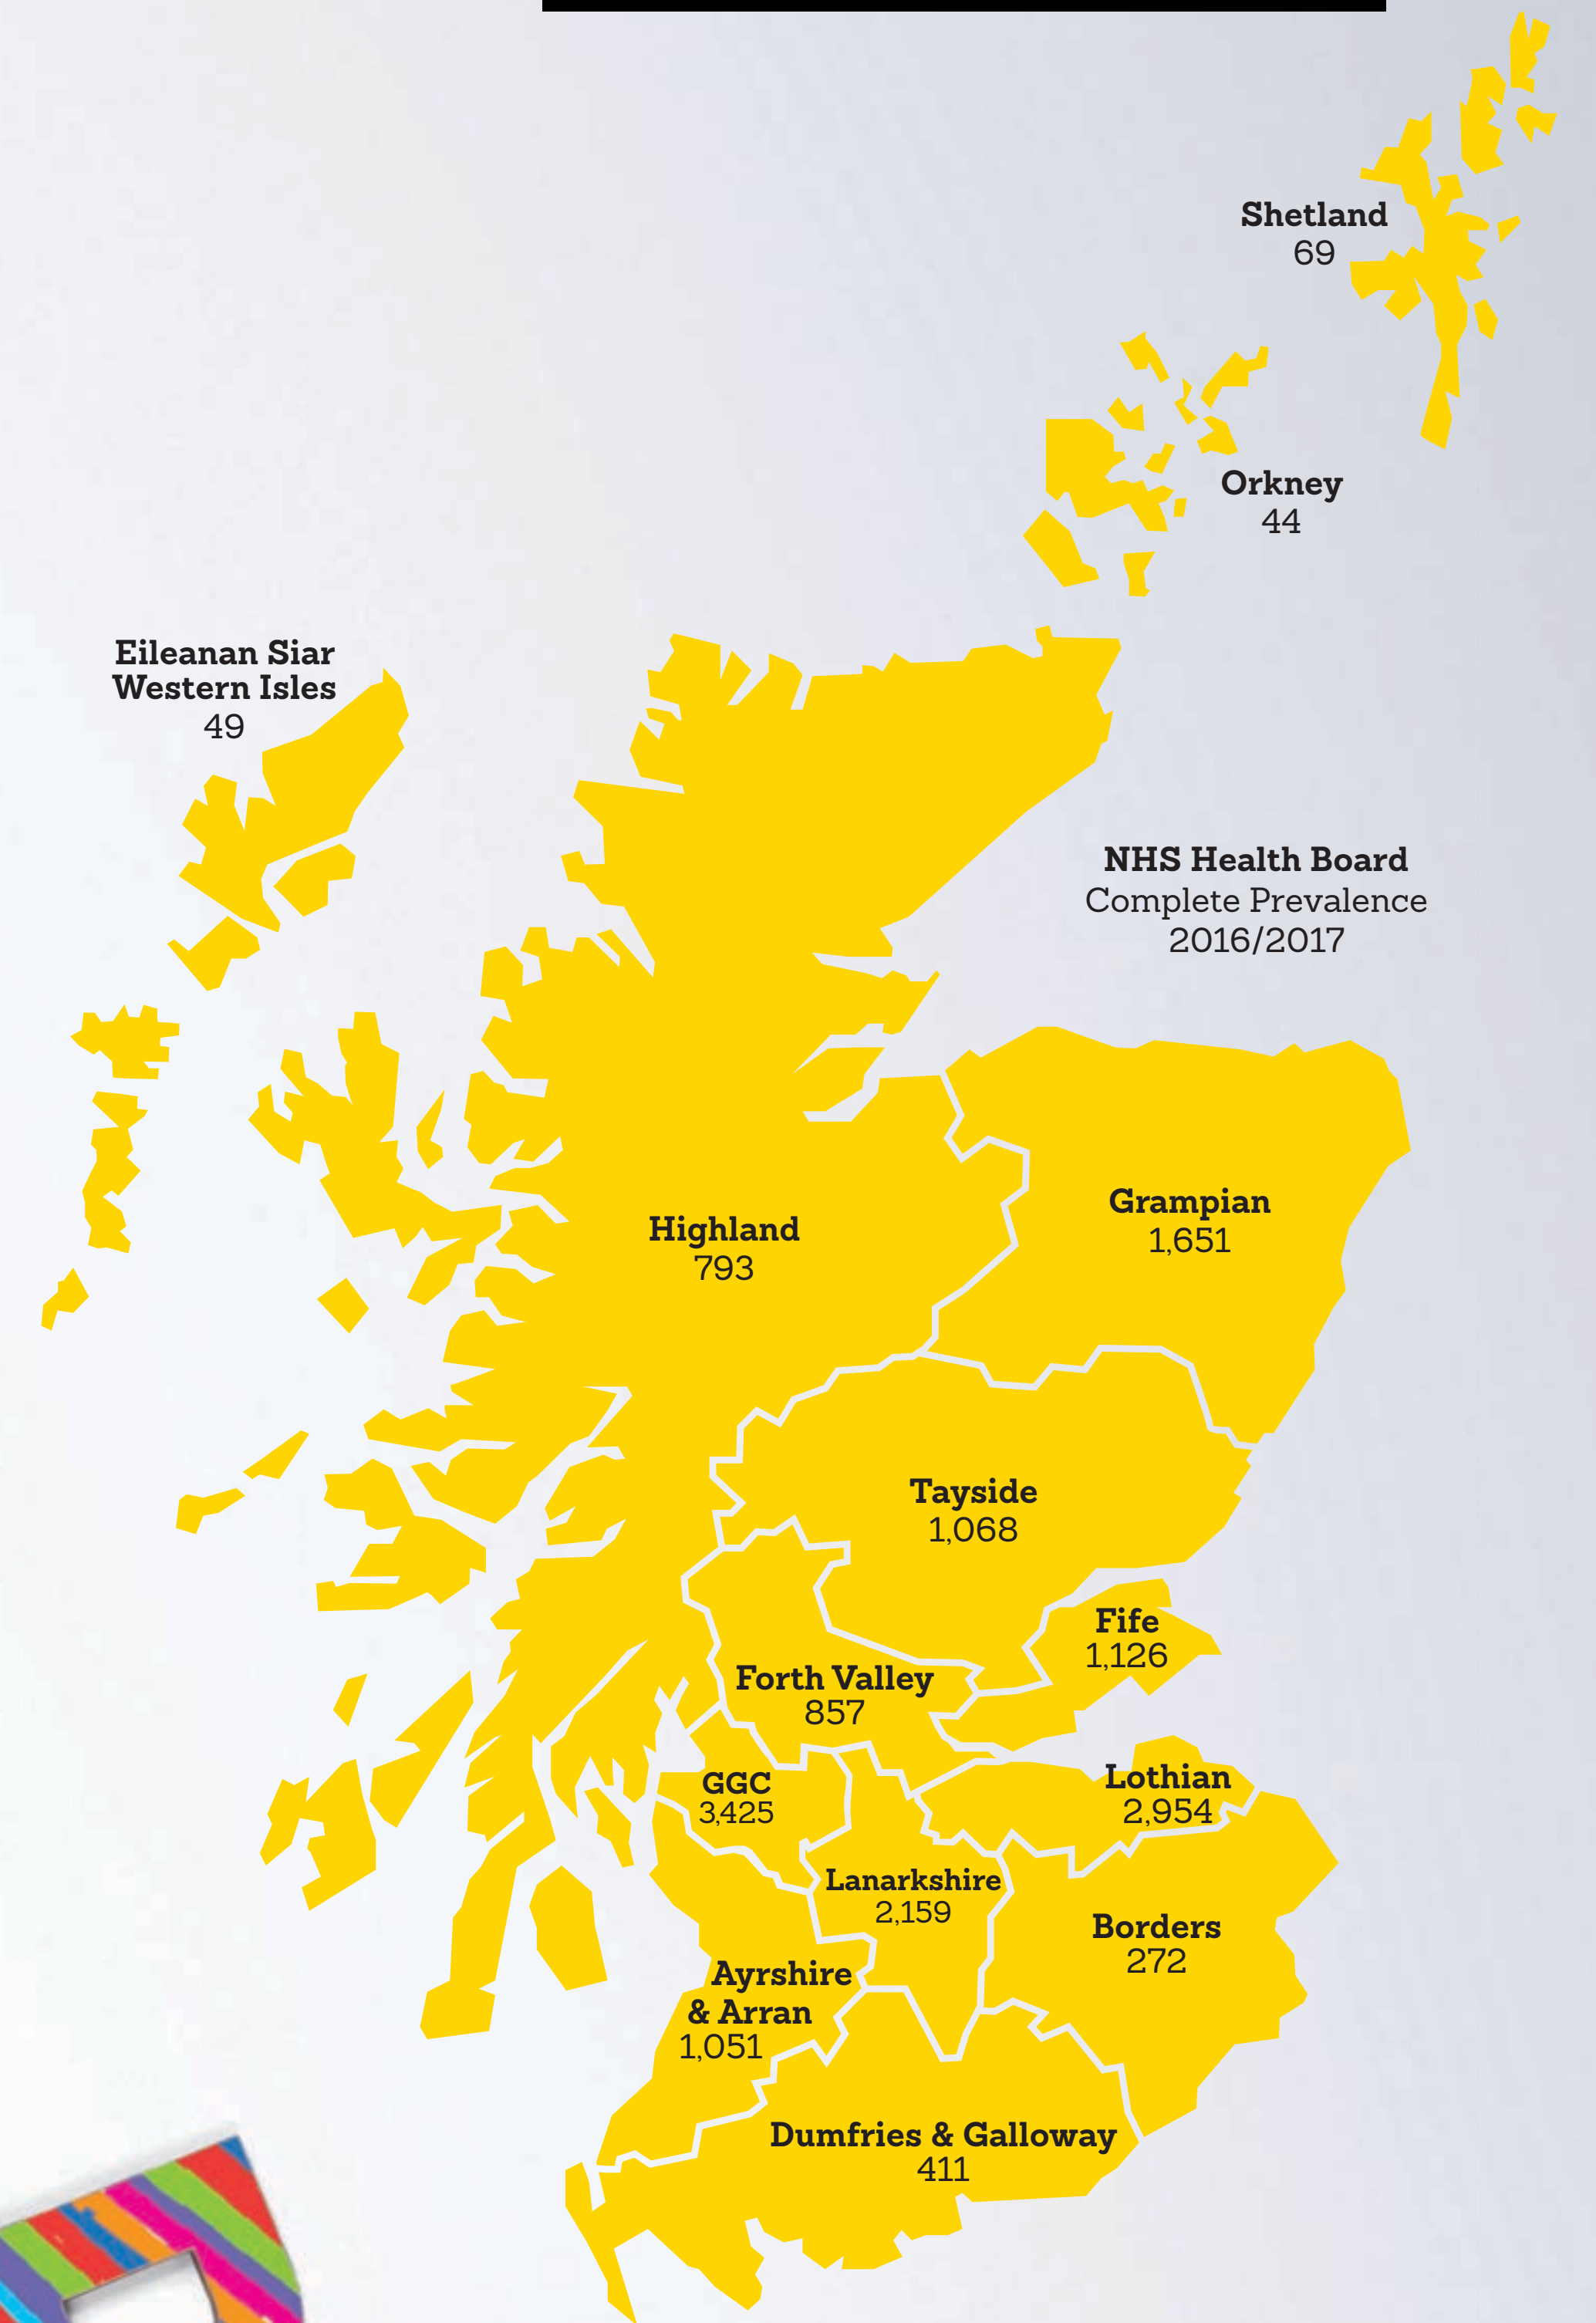 Shetland
69
Orkney
44
Eileanan Siar
Western Isles
49
NHS Health Board
Complete Prevalence
2016/2017
Grampian
1,651
Highland
793
Tayside
1,068
Fife
1,126
Forth Valley
857
GGC
3,425
Lothian
2,954
Lanarkshire
2,159
Borders
272
Ayrshire
& Arran
1,051
Dumfries & Galloway
411